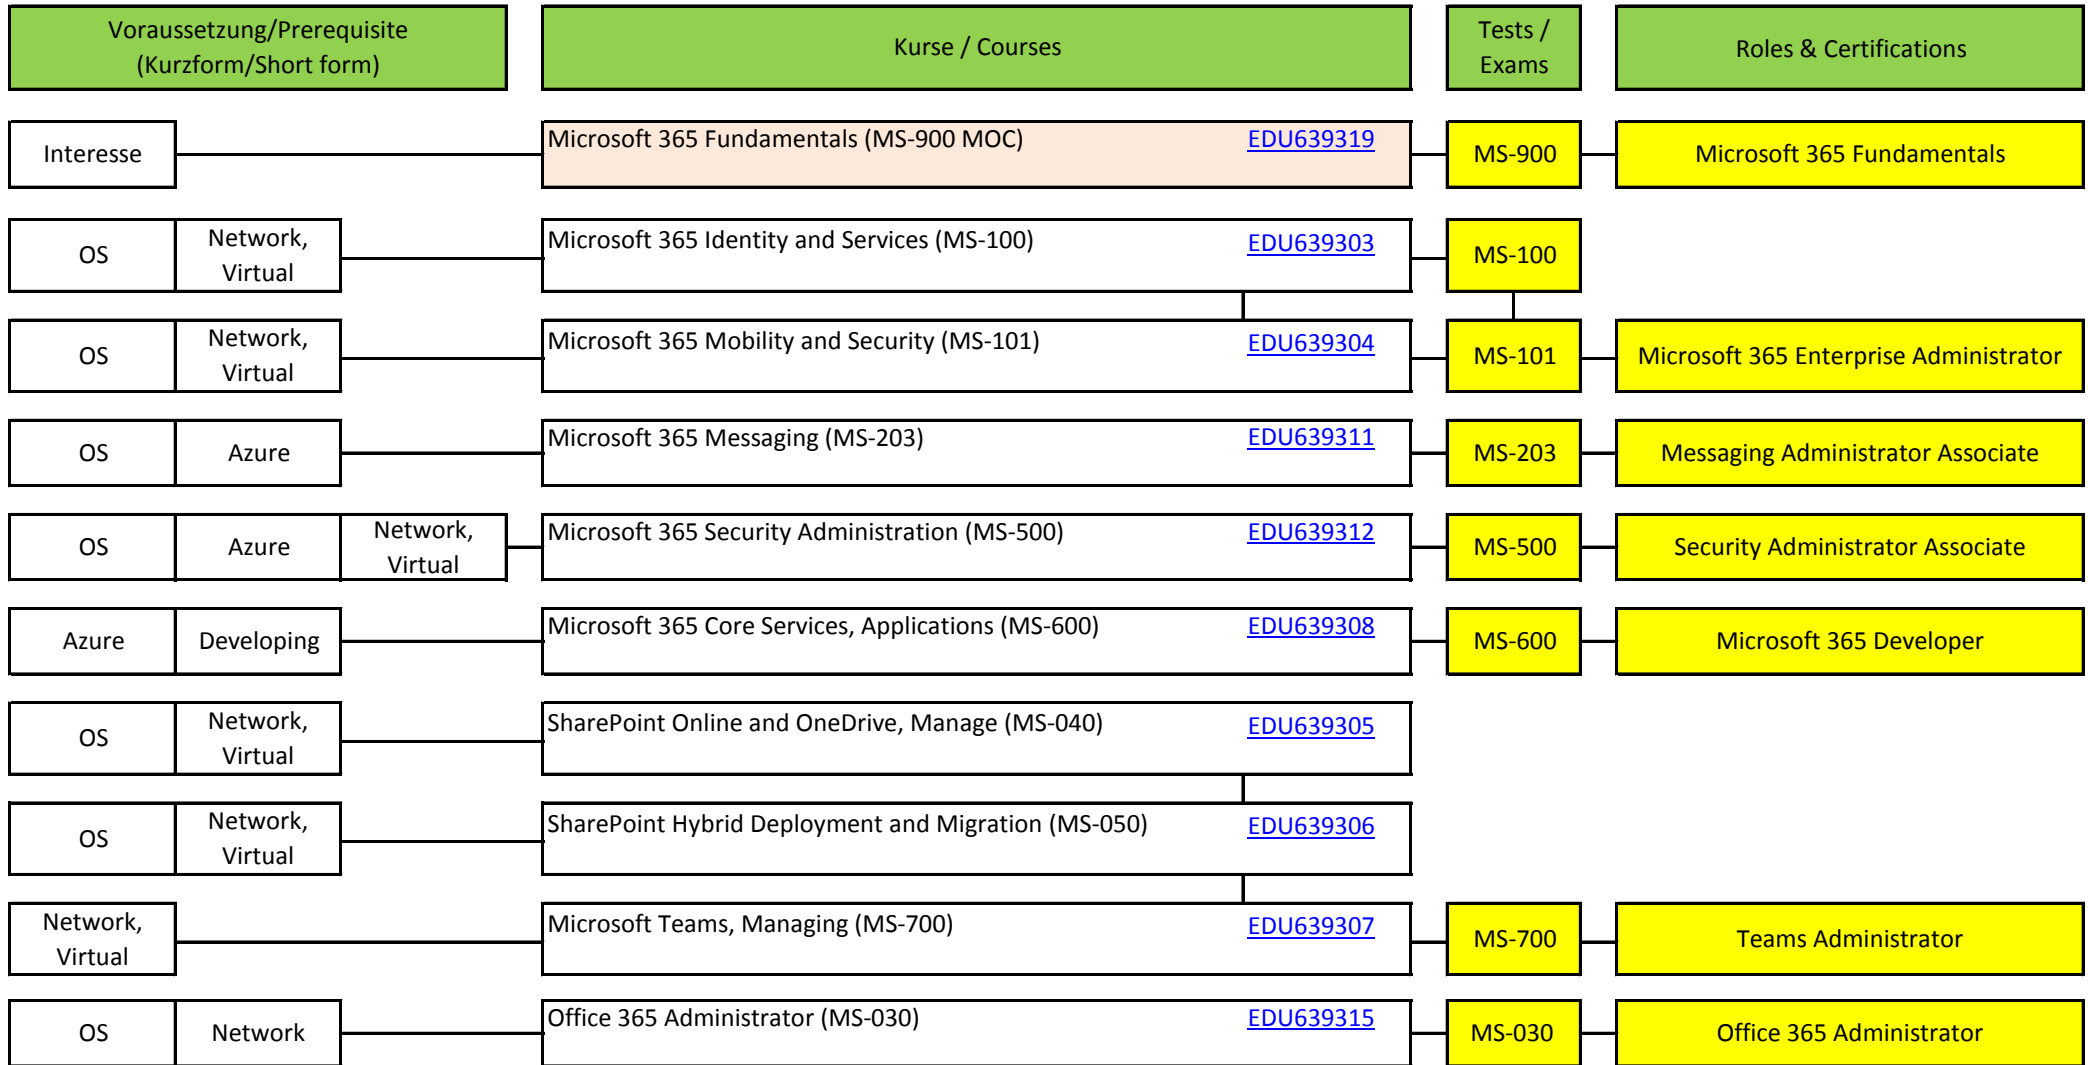 Voraussetzung/Prerequisite
(Kurzform/Short form)
Kurse / Courses
Tests /
Exams
Roles & Certifications
Interesse
Microsoft 365 Fundamentals (MS-900 MOC)
EDU639319
MS-900
Microsoft 365 Fundamentals
OS
Network,
Virtual
Microsoft 365 Identity and Services (MS-100)
EDU639303
MS-100
OS
Network,
Virtual
Microsoft 365 Mobility and Security (MS-101)
EDU639304
MS-101
Microsoft 365 Enterprise Administrator
OS
Azure
Microsoft 365 Messaging (MS-203)
EDU639311
MS-203
Messaging Administrator Associate
OS
Azure
Network,
Virtual
Microsoft 365 Security Administration (MS-500)
EDU639312
MS-500
Security Administrator Associate
Azure
Developing
Microsoft 365 Core Services, Applications (MS-600)
EDU639308
MS-600
Microsoft 365 Developer
OS
Network,
Virtual
SharePoint Online and OneDrive, Manage (MS-040)
EDU639305
OS
Network,
Virtual
SharePoint Hybrid Deployment and Migration (MS-050)
EDU639306
Network,
Virtual
Microsoft Teams, Managing (MS-700)
EDU639307
MS-700
Teams Administrator
OS
Network
Office 365 Administrator (MS-030)
EDU639315
MS-030
Office 365 Administrator